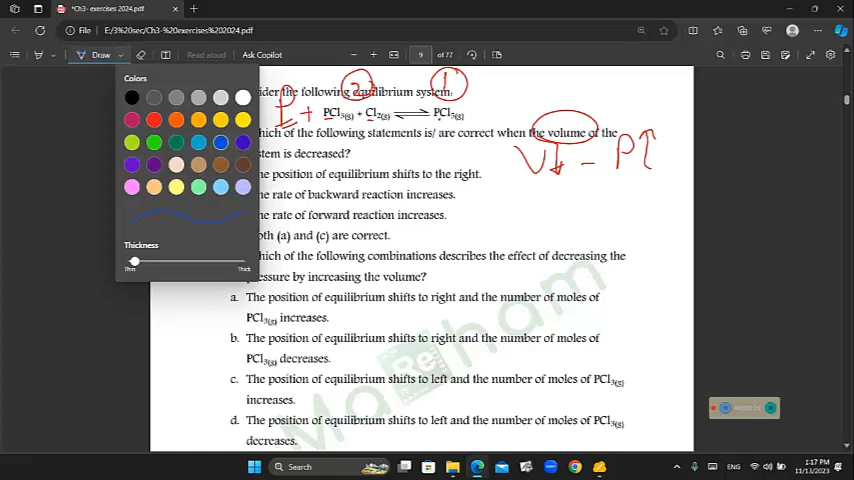 *Ch3- exercises 2024.pdf
File E:/3 sec/Ch3-%20exercises%202024.pdf
Draw Read aloud Ask Copilot 9 of 77
Colors
Thickness
Thin Thick
ider the following equilibrium system.
2 1
P + PCl3(g) + Cl2(g) PCl5(g)
hich of the following statements is/ are correct when the volume of the
stem is decreased?
V↓ - P↑
he position of equilibrium shifts to the right.
he rate of backward reaction increases.
he rate of forward reaction increases.
oth (a) and (c) are correct.
hich of the following combinations describes the effect of decreasing the
essure by increasing the volume?
a. The position of equilibrium shifts to right and the number of moles of
PCl3(g) increases.
b. The position of equilibrium shifts to right and the number of moles of
PCl3(g) decreases.
c. The position of equilibrium shifts to left and the number of moles of PCl3(g)
increases.
d. The position of equilibrium shifts to left and the number of moles of PCl3(g)
decreases.
Re
MaReham
Search
ENG
1:17 PM
11/13/2023